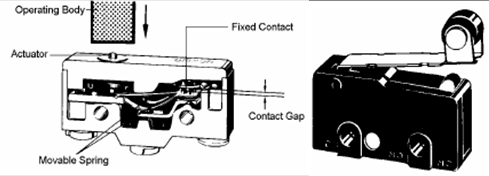 Operating Body
Fixed Contact
Actuator
Contact Gap
Movable Spring